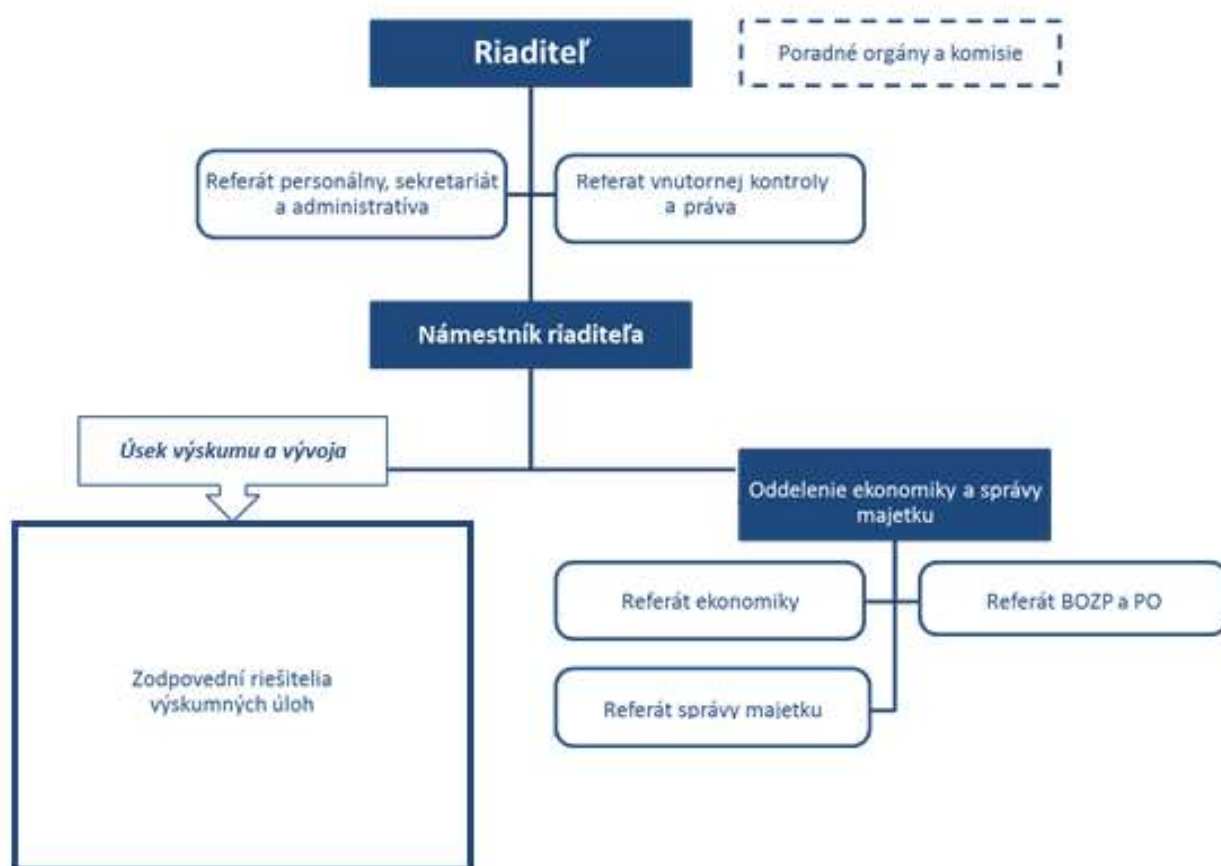 Riaditeľ
Poradné orgány a komisie
Referát personálny, sekretariát
a administratíva
Referat vnutornej kontroly
a práva
Námestník riaditeľa
Úsek výskumu a vývoja
Oddelenie ekonomiky a správy
majetku
Referát ekonomiky
Referát BOZP a PO
Zodpovední riešitelia
výskumných úloh
Referát správy majetku